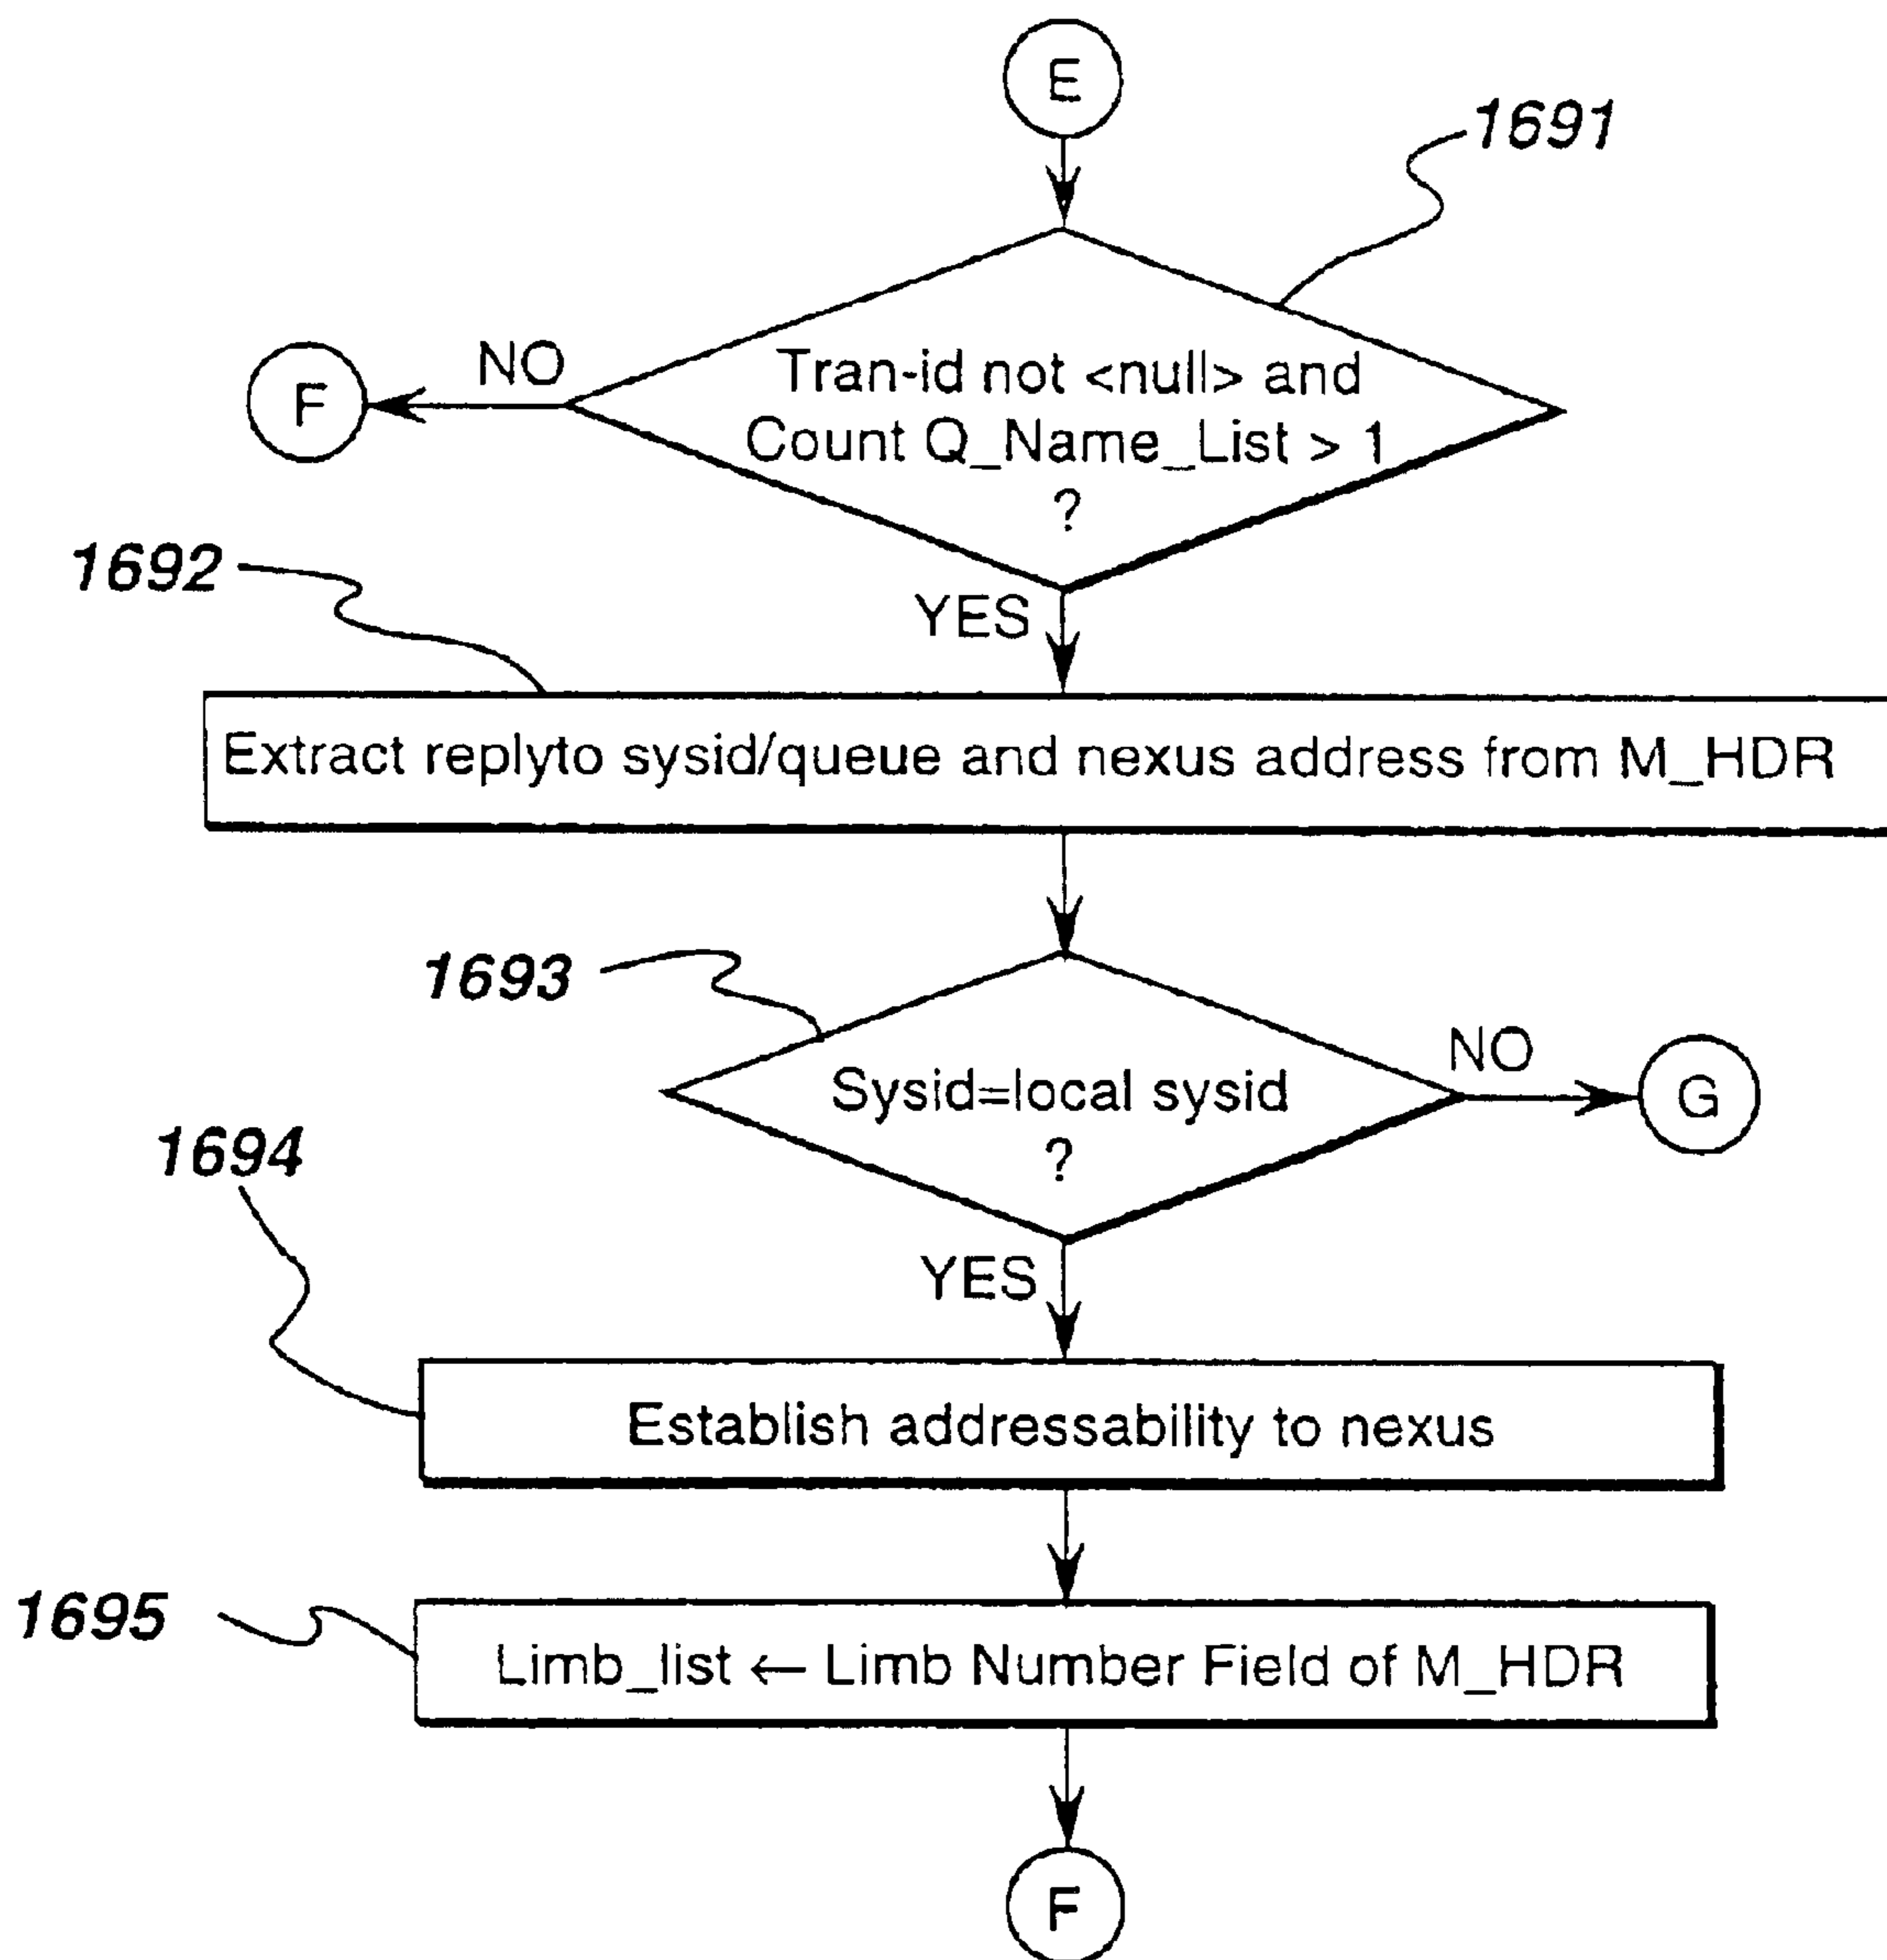 E
1691
Tran-id not <null> and
Count Q_Name_List > 1
?
NO
F
YES
1692
Extract replyto sysid/queue and nexus address from M_HDR
1693
Sysid=local sysid
?
NO
G
YES
1694
Establish addressability to nexus
1695
Limb_list ← Limb Number Field of M_HDR
F